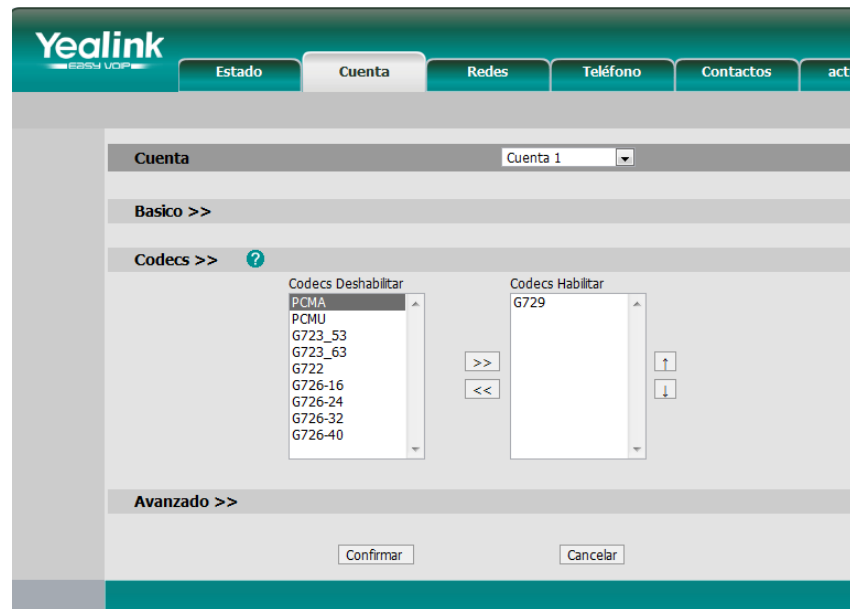 Yealink
EASY VOIP
Estado Cuenta Redes Teléfono Contactos act
Cuenta Cuenta 1
Basico >>
Codecs >> ?
Codecs Deshabilitar Codecs Habilitar
PCMA G729
PCMU
G723_53
G723_63
G722
G726-16
G726-24
G726-32
G726-40
>>
<<
↑
↓
Avanzado >>
Confirmar Cancelar